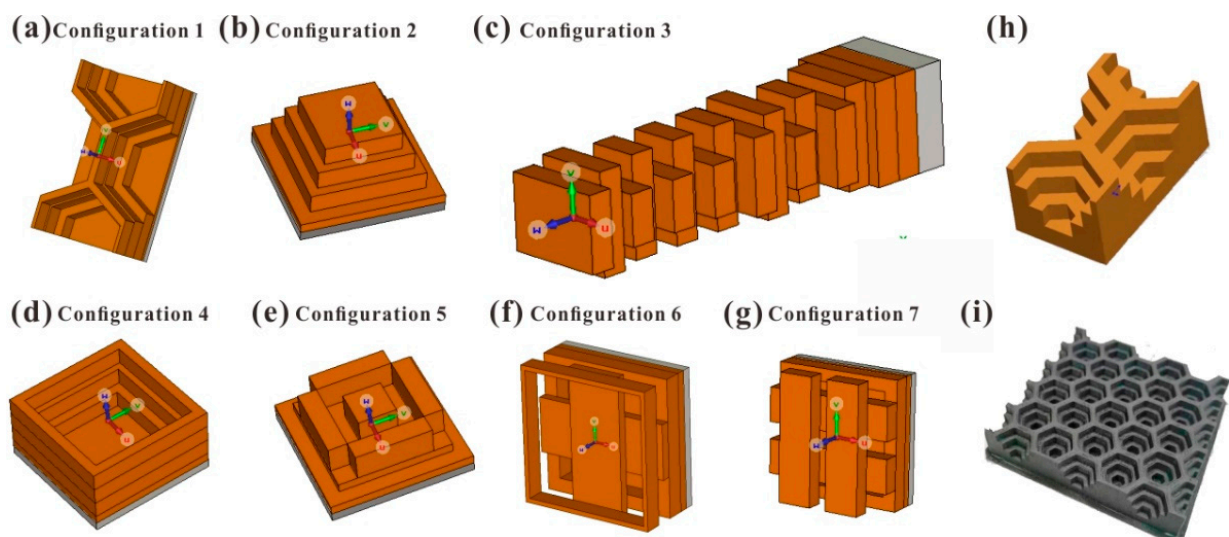 (a) Configuration 1
(b) Configuration 2
(c) Configuration 3
(h)
(d) Configuration 4
(e) Configuration 5
(f) Configuration 6
(g) Configuration 7
(i)